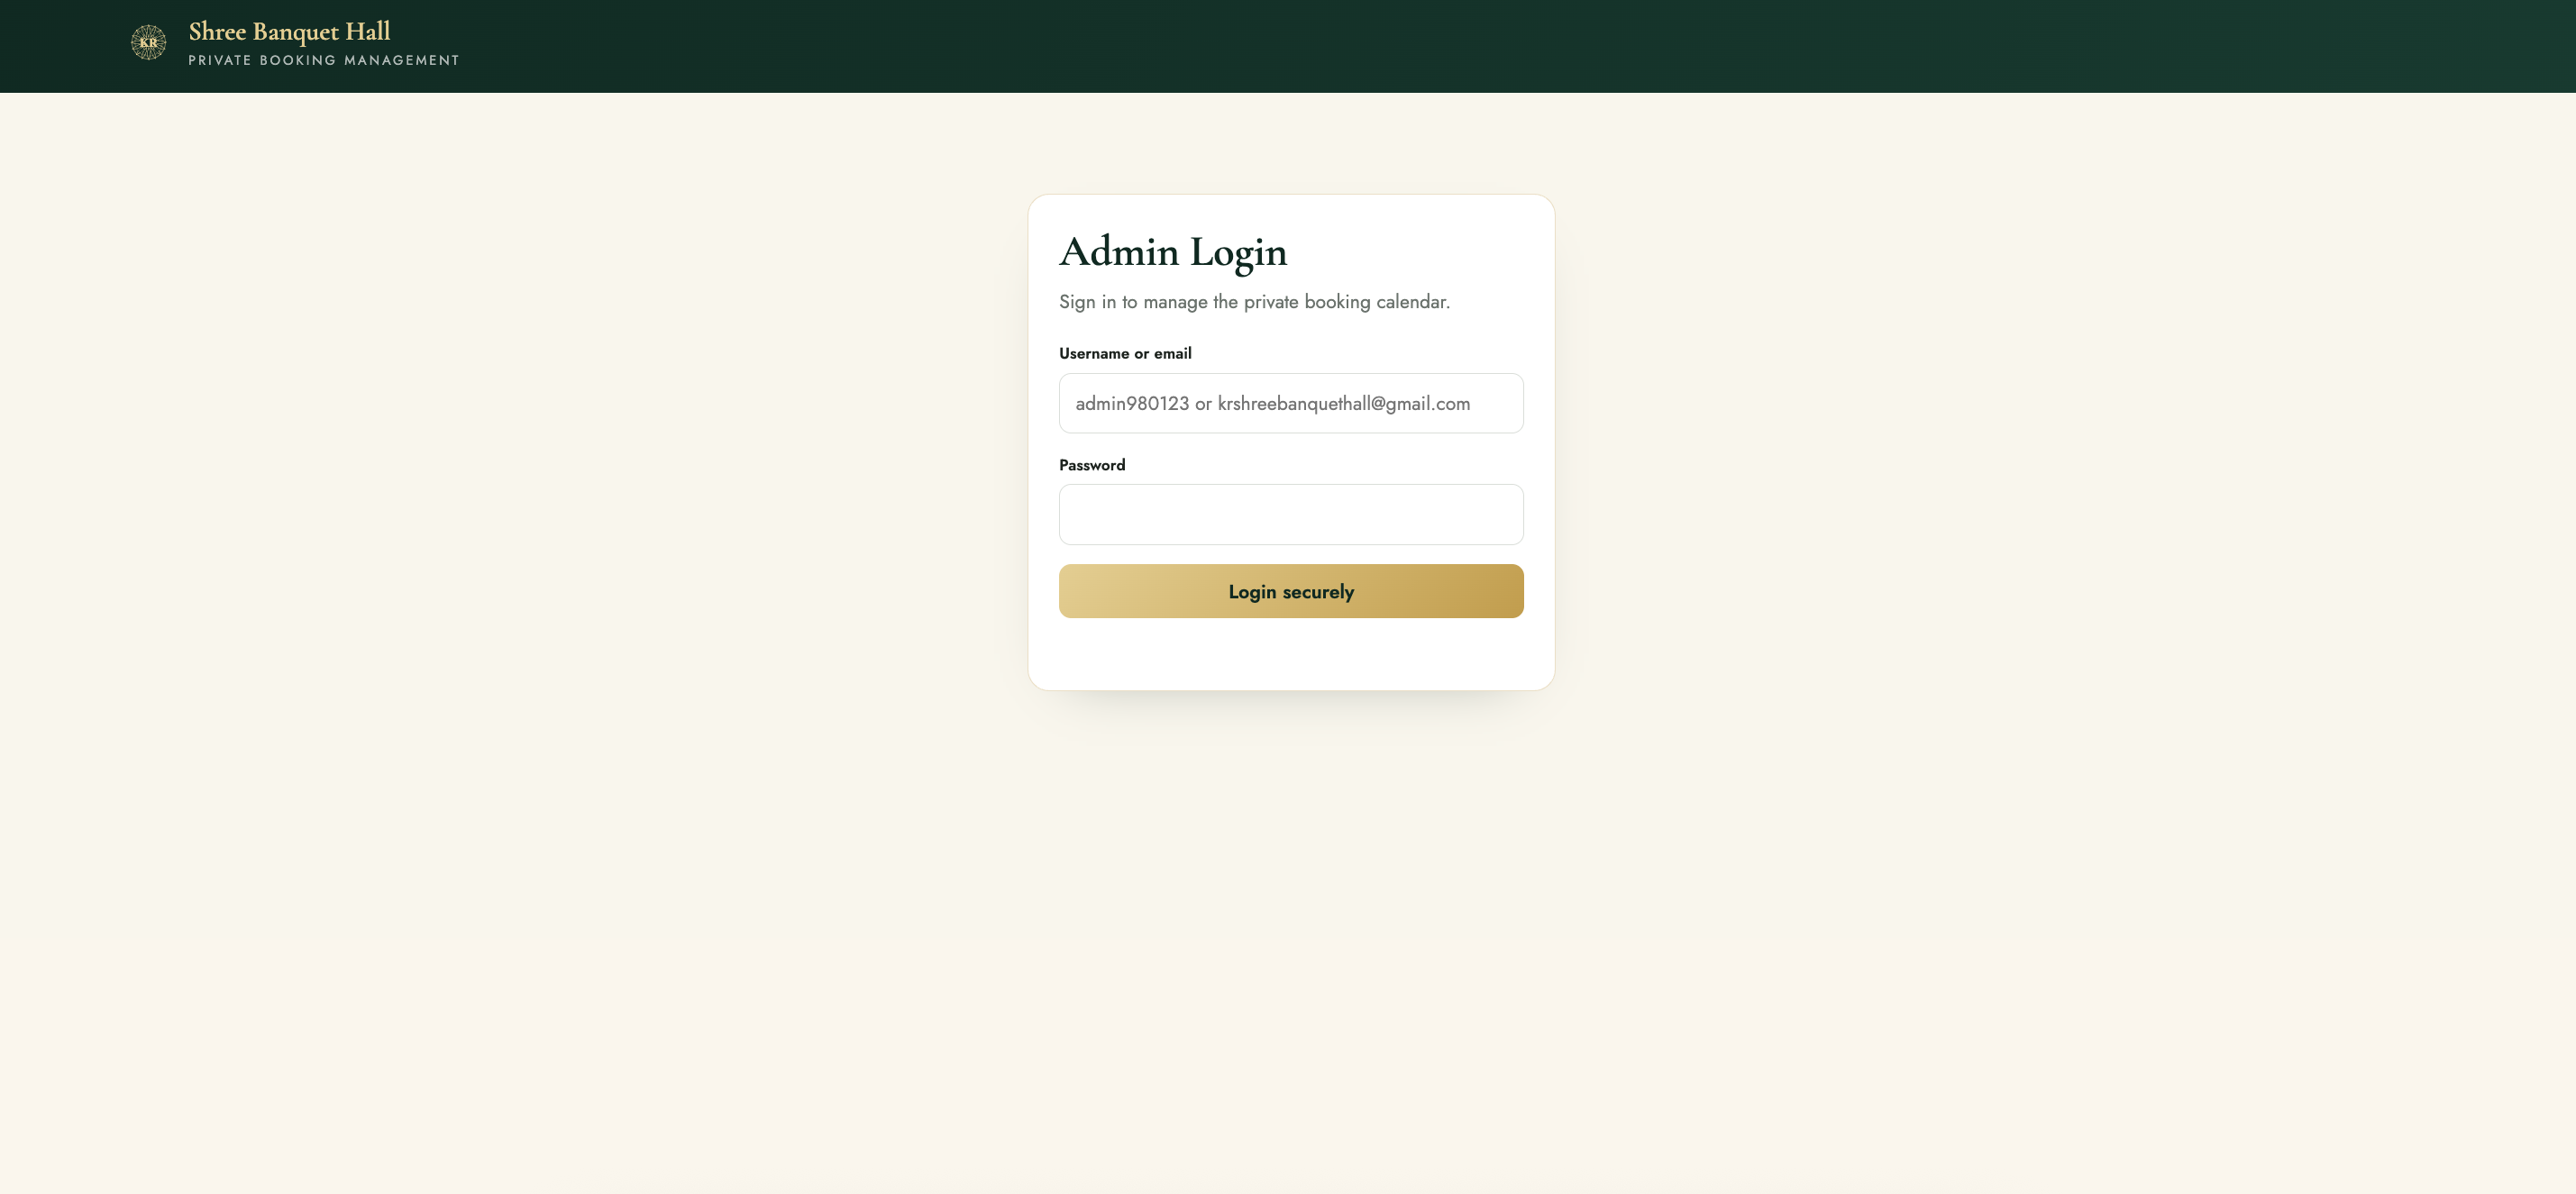 KR
Shree Banquet Hall
PRIVATE BOOKING MANAGEMENT
Admin Login
Sign in to manage the private booking calendar.
Username or email
admin980123 or krshreebanquethall@gmail.com
Password
Login securely